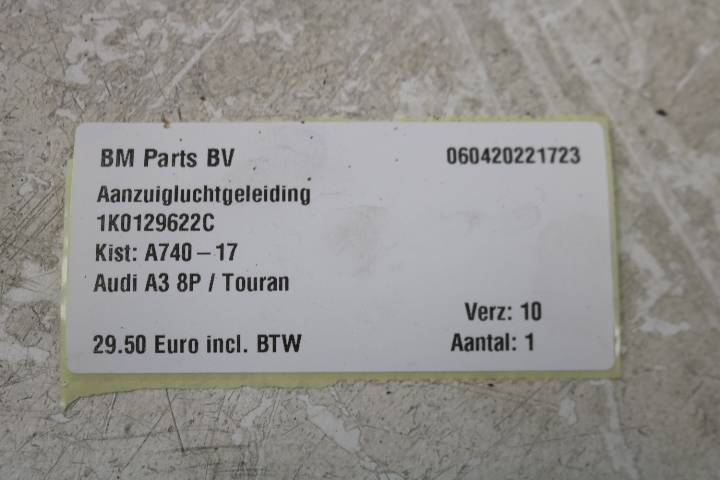 BM Parts BV 060420221723
Aanzuigluchtgeleiding
1K0129622C
Kist: A740-17
Audi A3 8P / Touran
Verz: 10
29.50 Euro incl. BTW Aantal: 1